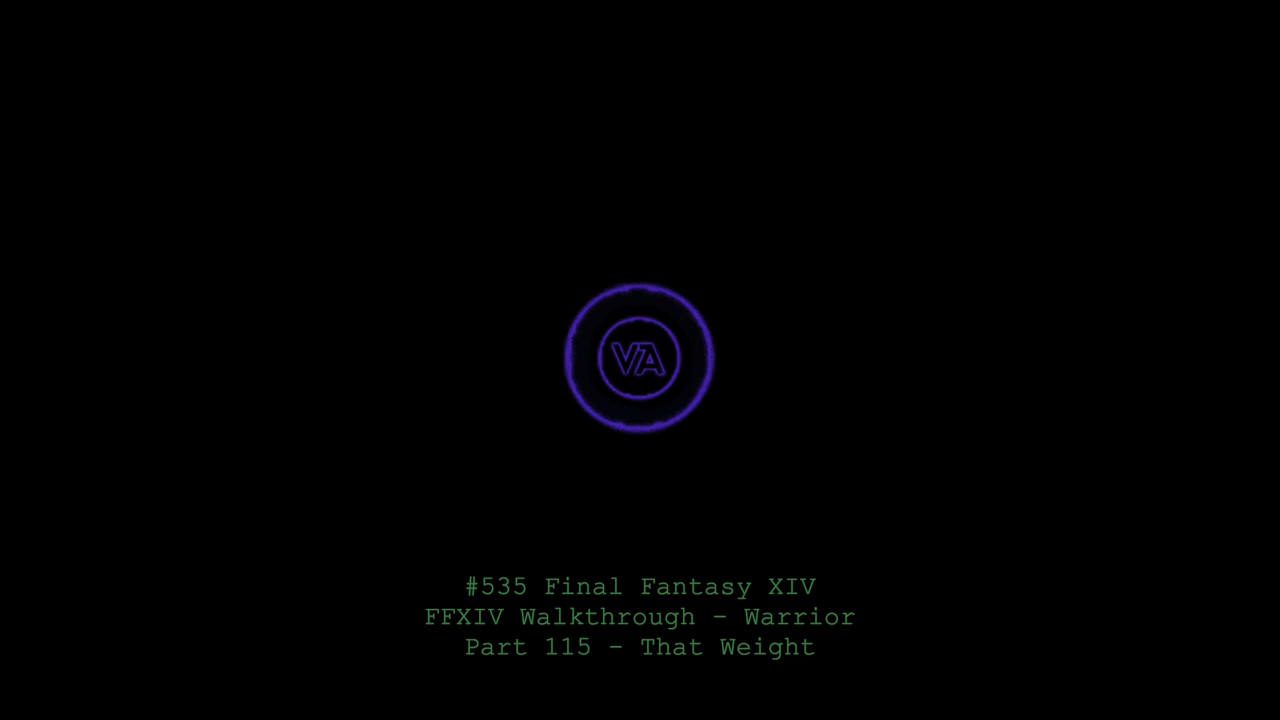 VA
#535 Final Fantasy XIV
FFXIV Walkthrough - Warrior
Part 115 - That Weight